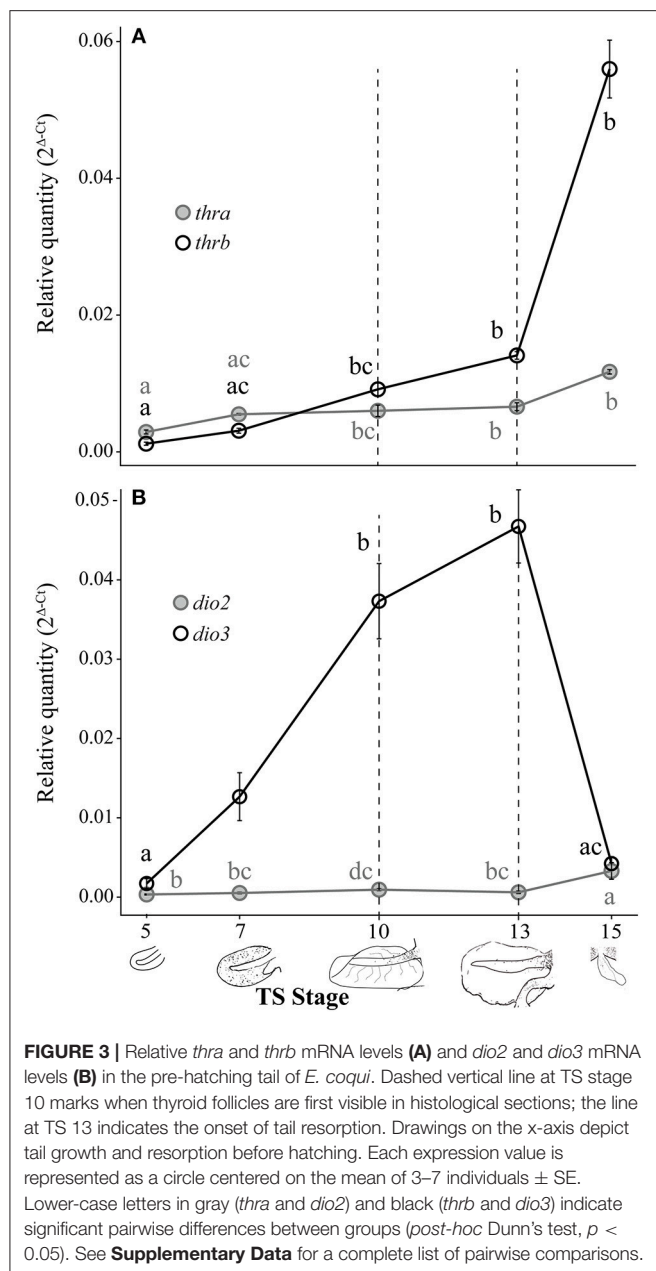 A
0.06
0.04
0.02
0.00
Relative quantity (2^Δ-Ct)
thra
thrb
a
a
ac
ac
bc
bc
b
b
b
b
B
0.05
0.04
0.03
0.02
0.01
0.00
Relative quantity (2^Δ-Ct)
dio2
dio3
a
b
bc
b
dc
b
bc
ac
a
5 7 10 13 15
TS Stage
FIGURE 3 | Relative thra and thrb mRNA levels (A) and dio2 and dio3 mRNA
levels (B) in the pre-hatching tail of E. coqui. Dashed vertical line at TS stage
10 marks when thyroid follicles are first visible in histological sections; the line
at TS 13 indicates the onset of tail resorption. Drawings on the x-axis depict
tail growth and resorption before hatching. Each expression value is
represented as a circle centered on the mean of 3–7 individuals ± SE.
Lower-case letters in gray (thra and dio2) and black (thrb and dio3) indicate
significant pairwise differences between groups (post-hoc Dunn's test, p <
0.05). See Supplementary Data for a complete list of pairwise comparisons.